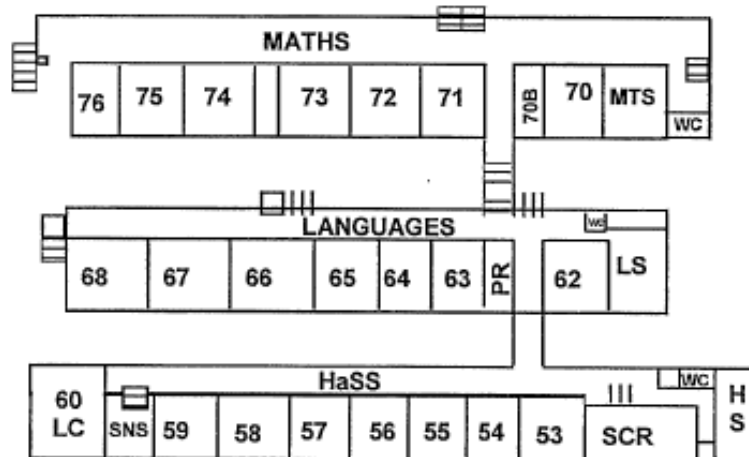 MATHS
76 75 74 73 72 71 70B 70 MTS WC
LANGUAGES WC
68 67 66 65 64 63 PR 62 LS
HaSS WC
60 LC SNS 59 58 57 56 55 54 53 SCR HS